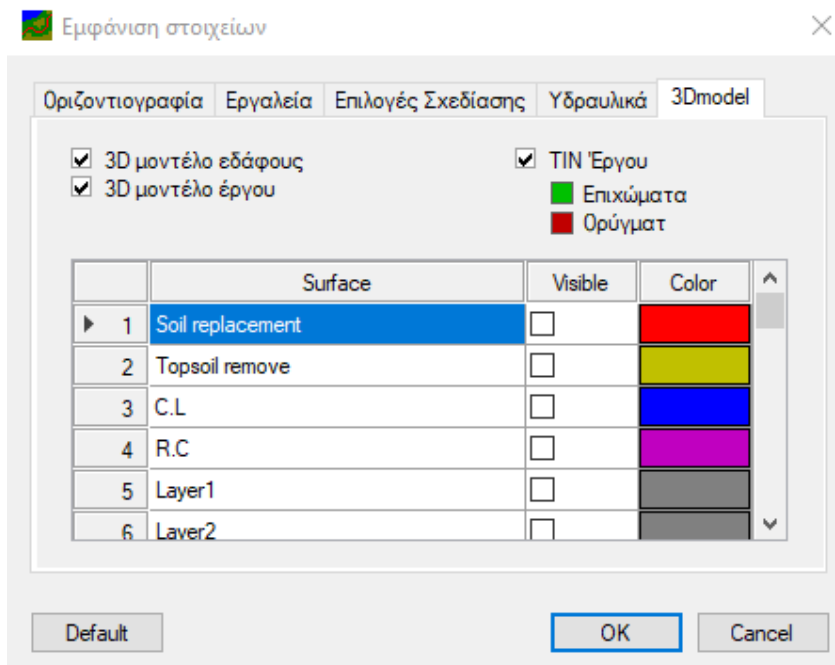 Εμφάνιση στοιχείων
Οριζοντιογραφία Εργαλεία Επιλογές Σχεδίασης Υδραυλικά 3Dmodel
3D μοντέλο εδάφους TIN Έργου
3D μοντέλο έργου
Επιχώματα
Ορύγματ
Surface Visible Color
1 Soil replacement
2 Topsoil remove
3 C.L
4 R.C
5 Layer1
6 Layer2
Default OK Cancel